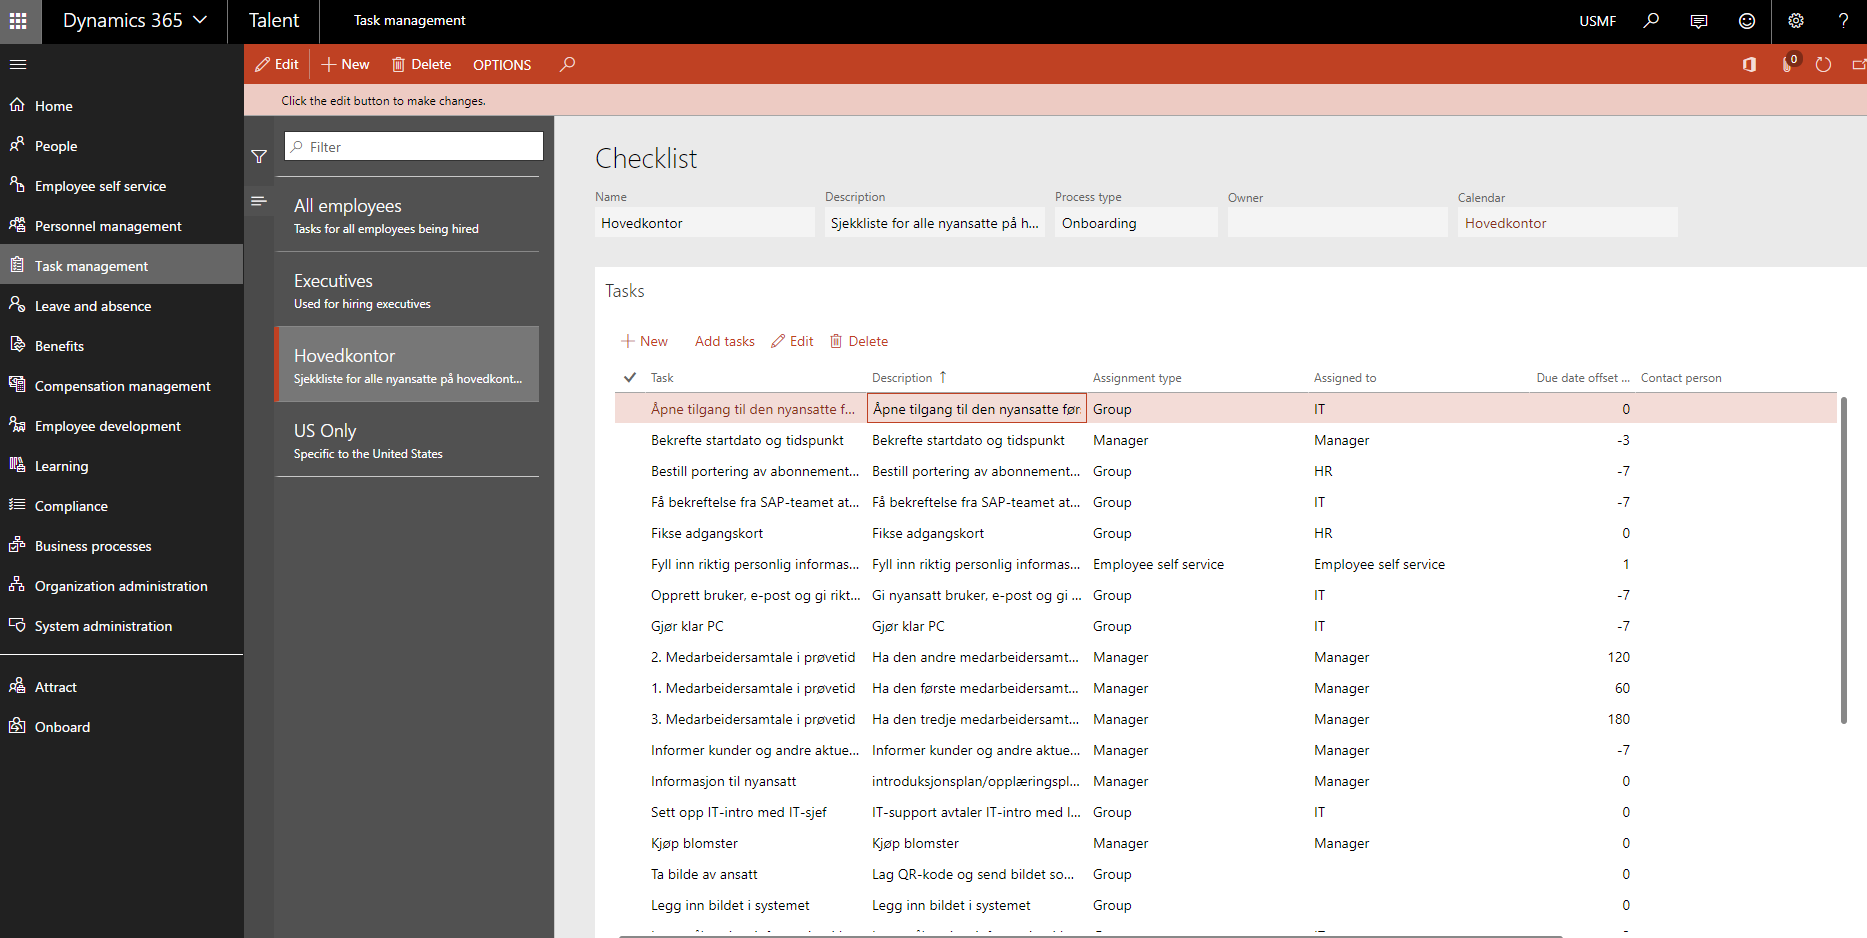 Dynamics 365
Talent
Task management
USMF
?
Edit
New
Delete
OPTIONS
0
Click the edit button to make changes.
Home
People
Employee self service
Personnel management
Task management
Leave and absence
Benefits
Compensation management
Employee development
Learning
Compliance
Business processes
Organization administration
System administration
Attract
Onboard
Filter
All employees
Tasks for all employees being hired
Executives
Used for hiring executives
Hovedkontor
Sjekkliste for alle nyansatte på hovedkont...
US Only
Specific to the United States
Checklist
Name Description Process type Owner Calendar
Hovedkontor Sjekkliste for alle nyansatte på h... Onboarding Hovedkontor
Tasks
New Add tasks Edit Delete
Task Description Assignment type Assigned to Due date offset ... Contact person
Åpne tilgang til den nyansatte f... Åpne tilgang til den nyansatte før Group IT 0
Bekrefte startdato og tidspunkt Bekrefte startdato og tidspunkt Manager Manager -3
Bestill portering av abonnement... Bestill portering av abonnement... Group HR -7
Få bekreftelse fra SAP-teamet at... Få bekreftelse fra SAP-teamet at... Group IT -7
Fikse adgangskort Fikse adgangskort Group HR 0
Fyll inn riktig personlig informas... Fyll inn riktig personlig informas... Employee self service Employee self service 1
Opprett bruker, e-post og gi rikt... Gi nyansatt bruker, e-post og gi ... Group IT -7
Gjør klar PC Gjør klar PC Group IT -7
2. Medarbeidersamtale i prøvetid Ha den andre medarbeidersamt... Manager Manager 120
1. Medarbeidersamtale i prøvetid Ha den første medarbeidersamt... Manager Manager 60
3. Medarbeidersamtale i prøvetid Ha den tredje medarbeidersamt... Manager Manager 180
Informer kunder og andre aktue... Informer kunder og andre aktue... Manager Manager -7
Informasjon til nyansatt introduksjonsplan/opplæringspl... Manager Manager 0
Sett opp IT-intro med IT-sjef IT-support avtaler IT-intro med I... Group IT 0
Kjøp blomster Kjøp blomster Manager Manager 0
Ta bilde av ansatt Lag QR-kode og send bildet so... Group 0
Legg inn bildet i systemet Legg inn bildet i systemet Group 0